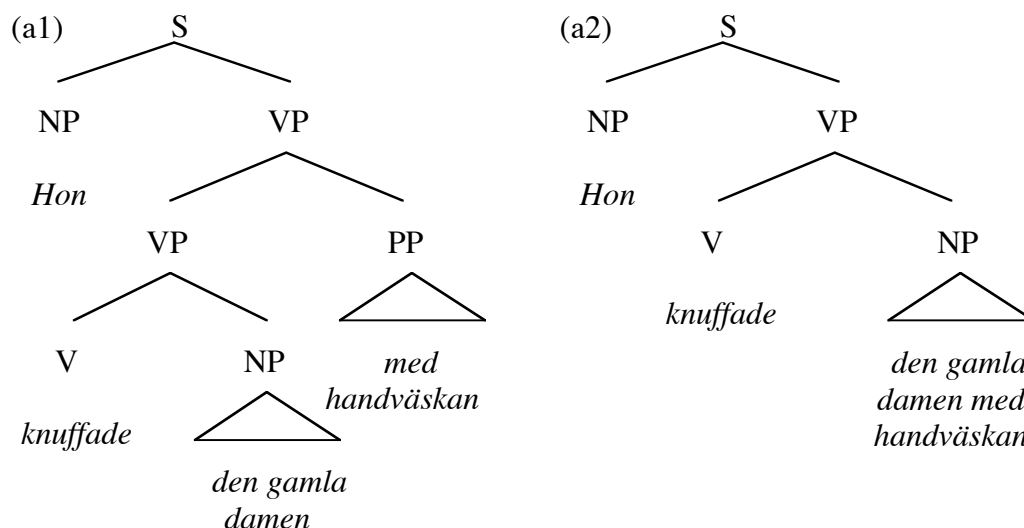 (a1) S
NP VP
Hon
VP PP
V NP med
handväskan
knuffade
den gamla
damen
(a2) S
NP VP
Hon
V NP
knuffade
den gamla
damen med
handväskan